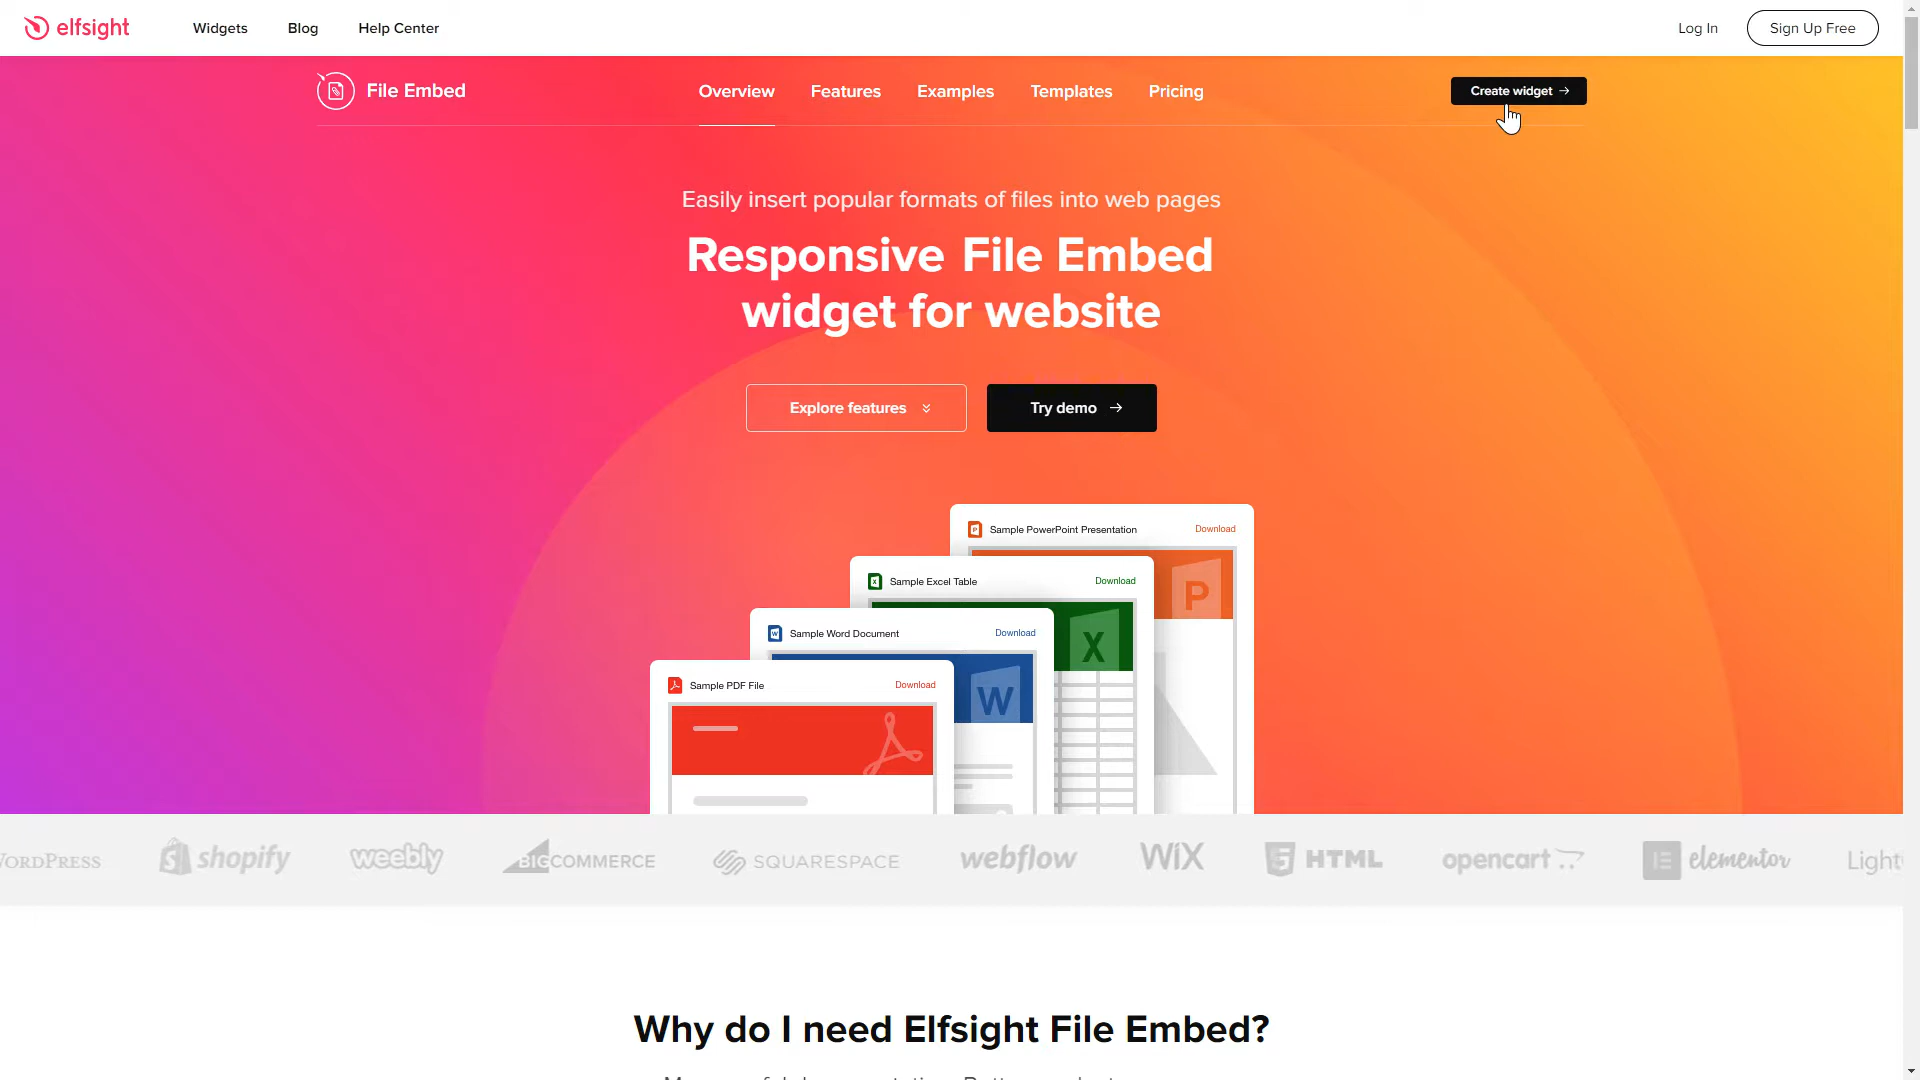 elfsight
Widgets
Blog
Help Center
Log In
Sign Up Free
File Embed
Overview
Features
Examples
Templates
Pricing
Create widget
Easily insert popular formats of files into web pages
Responsive File Embed
widget for website
Explore features
Try demo
Sample PowerPoint Presentation
Download
P
Sample Excel Table
Download
X
Sample Word Document
Download
W
Sample PDF File
Download
shopify
weebly
BIGCOMMERCE
SQUARESPACE
webflow
WiX
HTML
opencart
elementor
Light
Why do I need Elfsight File Embed?